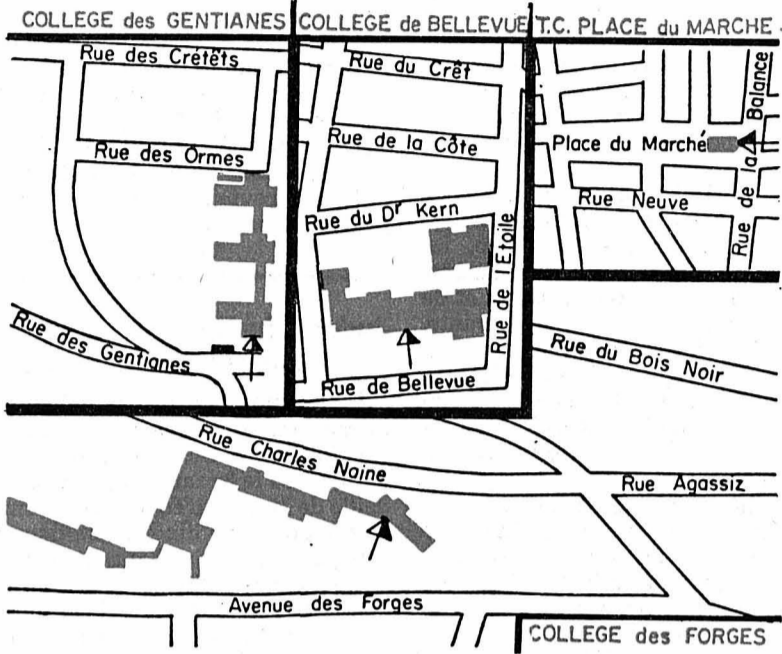 COLLEGE des GENTIANES
Rue des Crétêts
Rue des Ormes
Rue des Gentianes
COLLEGE de BELLEVUE
Rue du Crêt
Rue de la Côte
Rue du Dr Kern
Rue de l Etoile
Rue de Bellevue
T.C. PLACE du MARCHE
Place du Marché
Rue de la Balance
Rue Neuve
Rue du Bois Noir
Rue Charles Naine
Rue Agassiz
Avenue des Forges
COLLEGE des FORGES